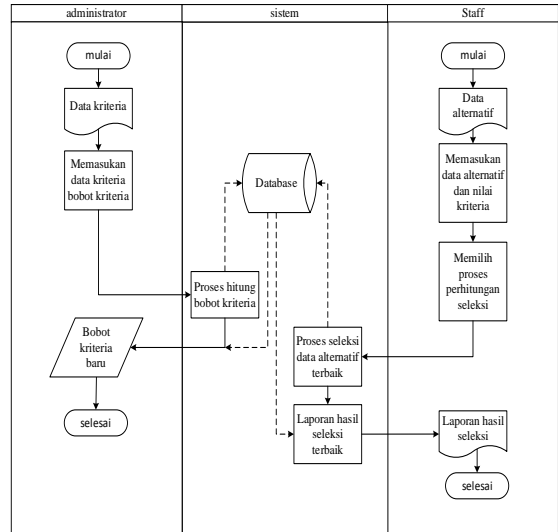 administrator
sistem
Staff
mulai
Data kriteria
Memasukan
data kriteria
bobot kriteria
Bobot
kriteria
baru
selesai
Database
Proses hitung
bobot kriteria
Proses seleksi
data alternatif
terbaik
Laporan hasil
seleksi
terbaik
mulai
Data
alternatif
Memasukan
data alternatif
dan nilai
kriteria
Memilih
proses
perhitungan
seleksi
Laporan hasil
seleksi
selesai